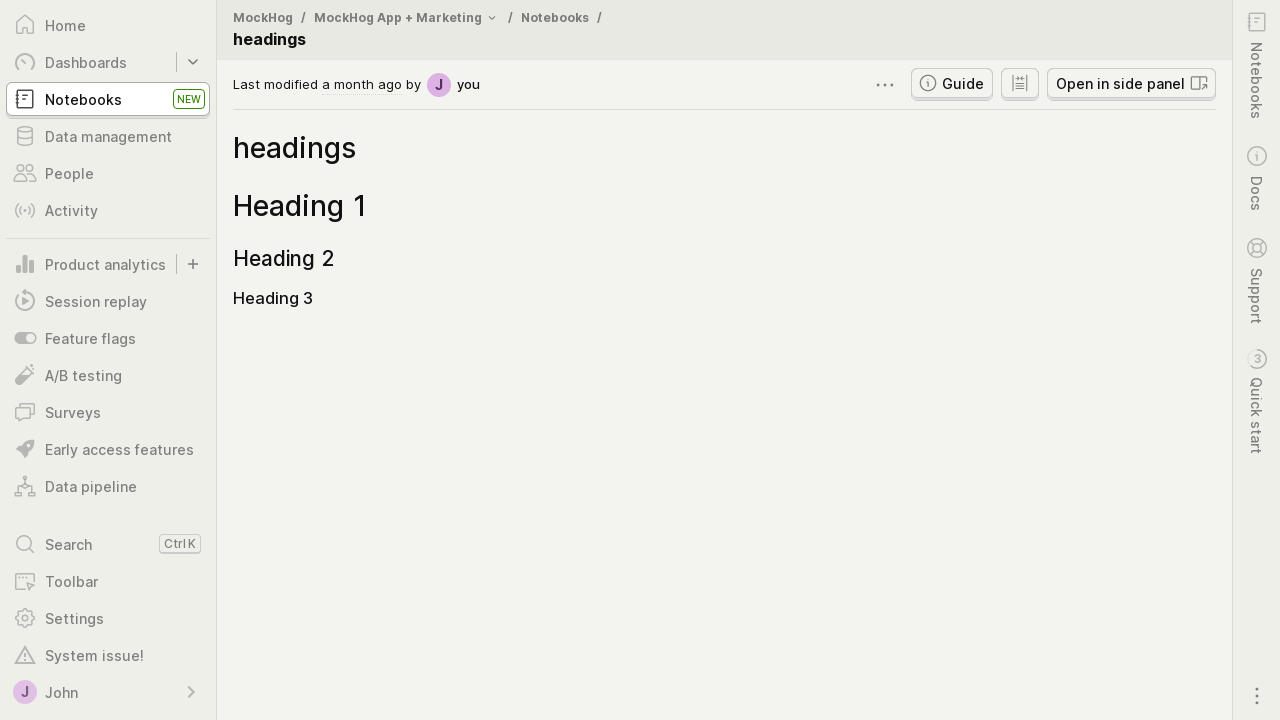 Home
Dashboards
Notebooks NEW
Data management
People
Activity
Product analytics
Session replay
Feature flags
A/B testing
Surveys
Early access features
Data pipeline
Search Ctrl K
Toolbar
Settings
System issue!
J John
MockHog / MockHog App + Marketing / Notebooks /
headings
Last modified a month ago by J you
Guide
Open in side panel
headings
Heading 1
Heading 2
Heading 3
Notebooks
Docs
Support
3 Quick start